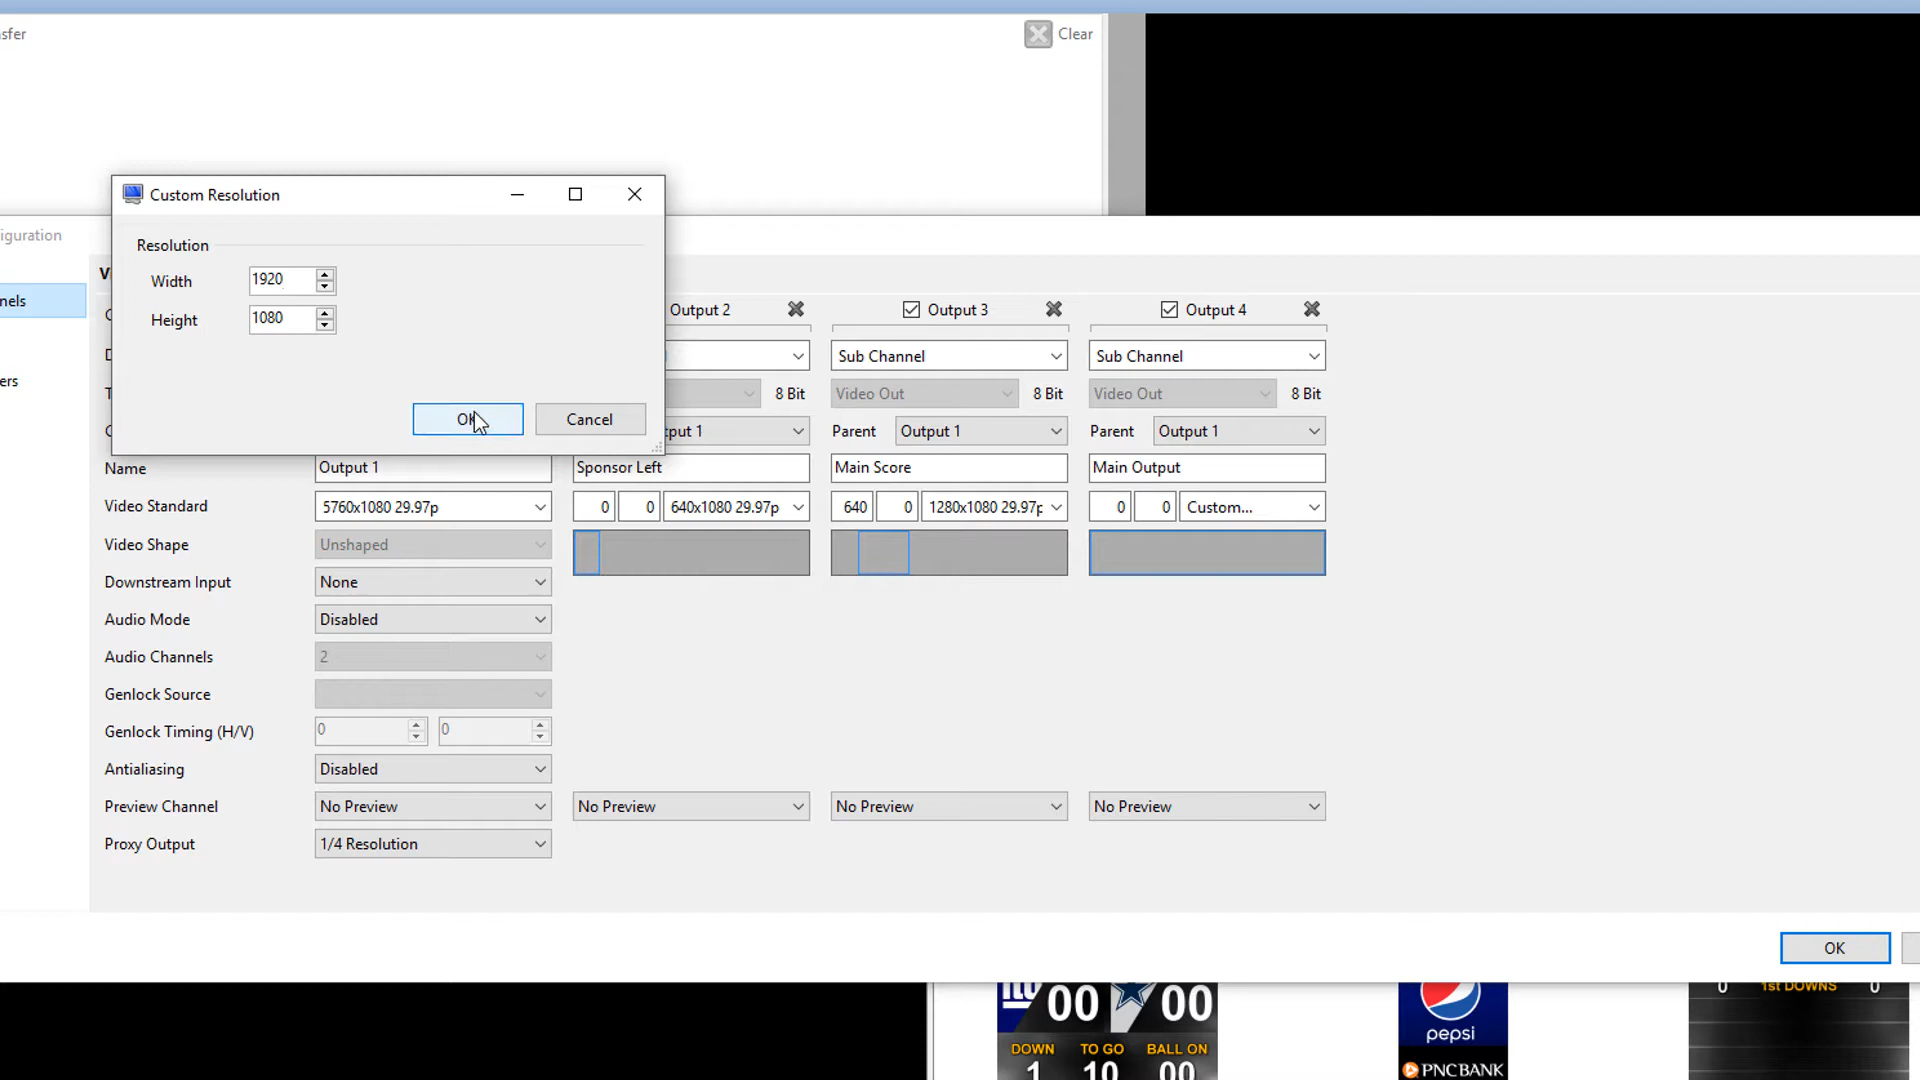 sfer
Clear
Custom Resolution
Resolution
Width 1920
Height 1080
OK Cancel
iguration
nels
ers
Output 2 Output 3 Output 4
Sub Channel Sub Channel
8 Bit Video Out 8 Bit Video Out 8 Bit
put 1 Parent Output 1 Parent Output 1
Name Output 1 Sponsor Left Main Score Main Output
Video Standard 5760x1080 29.97p 0 0 640x1080 29.97p 640 0 1280x1080 29.97p 0 0 Custom...
Video Shape Unshaped
Downstream Input None
Audio Mode Disabled
Audio Channels 2
Genlock Source
Genlock Timing (H/V) 0 0
Antialiasing Disabled
Preview Channel No Preview No Preview No Preview No Preview
Proxy Output 1/4 Resolution
OK
00 00
DOWN TO GO BALL ON
1 10 00
pepsi
PNCBANK
0 1st DOWNS 0